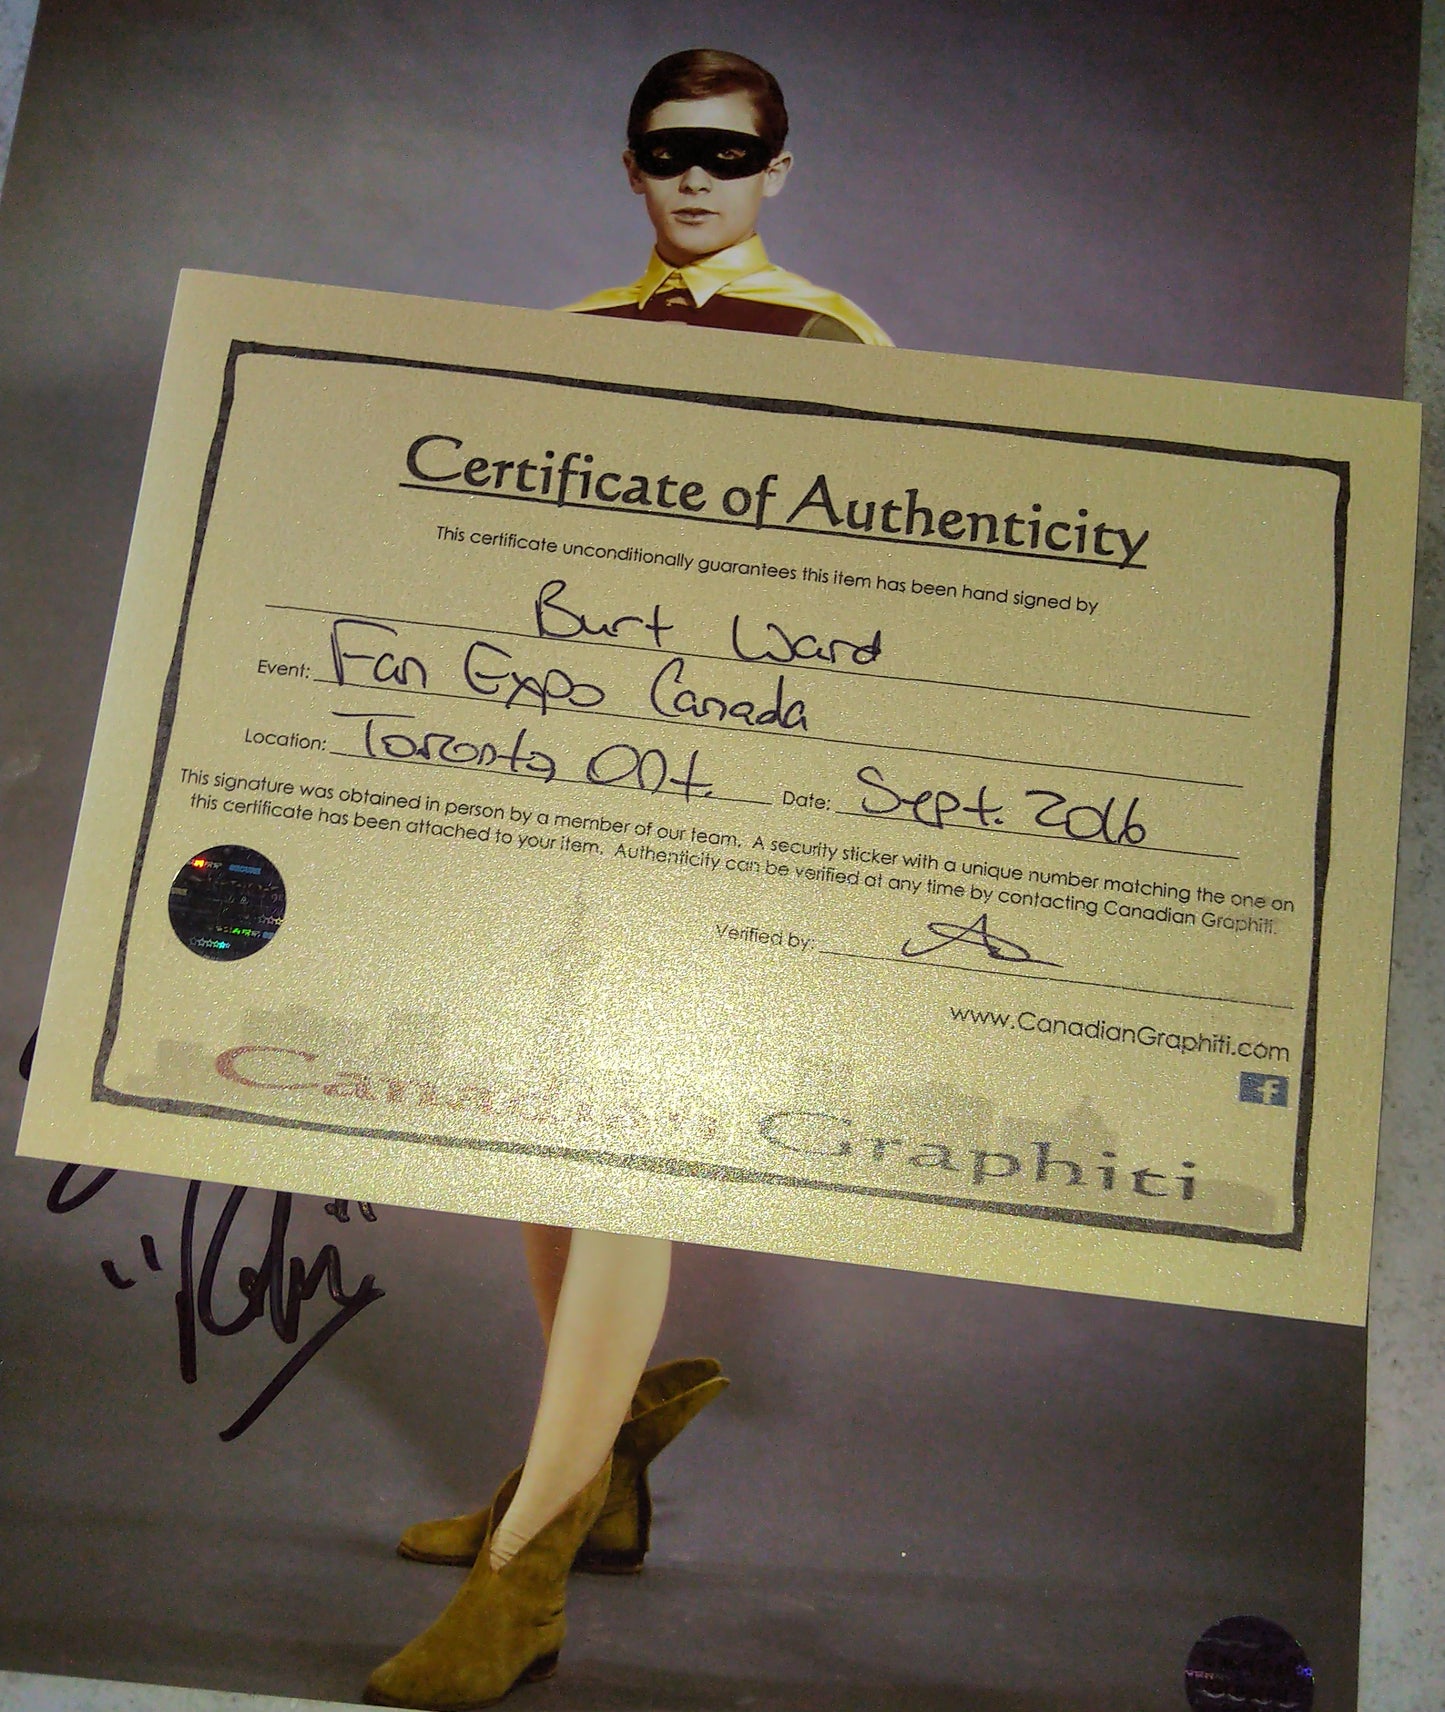 Certificate of Authenticity
This certificate unconditionally guarantees this item has been hand signed by
Burt Ward
Event: Fan Expo Canada
Location: Toronto, Ont. Date: Sept. 2016
This signature was obtained in person by a member of our team. A security sticker with a unique number matching the one on
this certificate has been attached to your item. Authenticity can be verified at any time by contacting Canadian Graphiti.
Verified by:
www.CanadianGraphiti.com
f
Canadian Graphiti
"Robin"